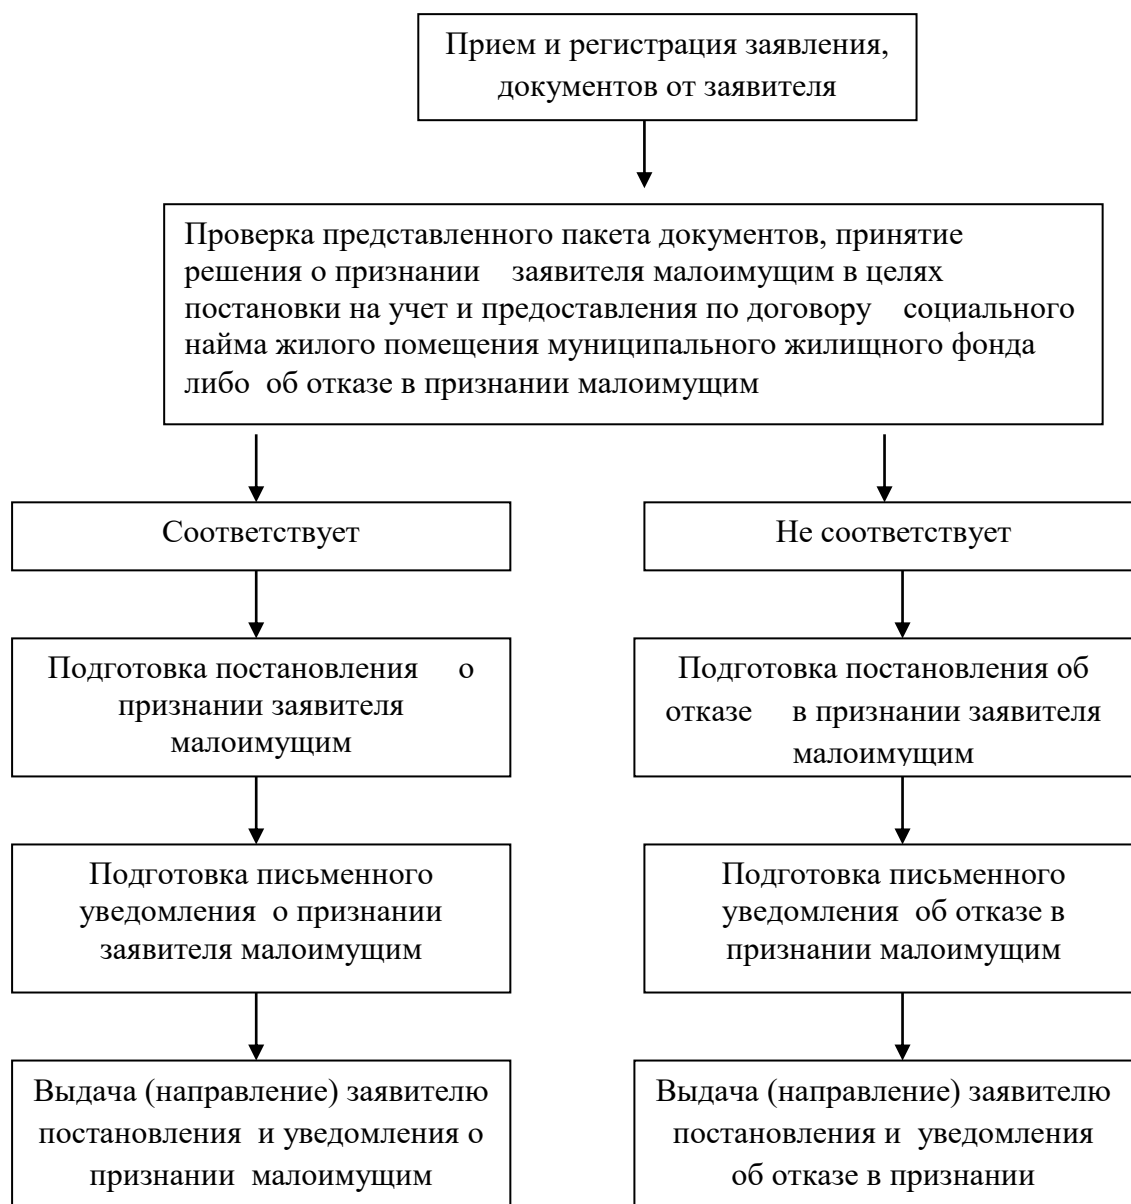 Прием и регистрация заявления,
документов от заявителя
Проверка представленного пакета документов, принятие
решения о признании заявителя малоимущим в целях
постановки на учет и предоставления по договору социального
найма жилого помещения муниципального жилищного фонда
либо об отказе в признании малоимущим
Соответствует
Не соответствует
Подготовка постановления о
признании заявителя
малоимущим
Подготовка постановления об
отказе в признании заявителя
малоимущим
Подготовка письменного
уведомления о признании
заявителя малоимущим
Подготовка письменного
уведомления об отказе в
признании малоимущим
Выдача (направление) заявителю
постановления и уведомления о
признании малоимущим
Выдача (направление) заявителю
постановления и уведомления
об отказе в признании